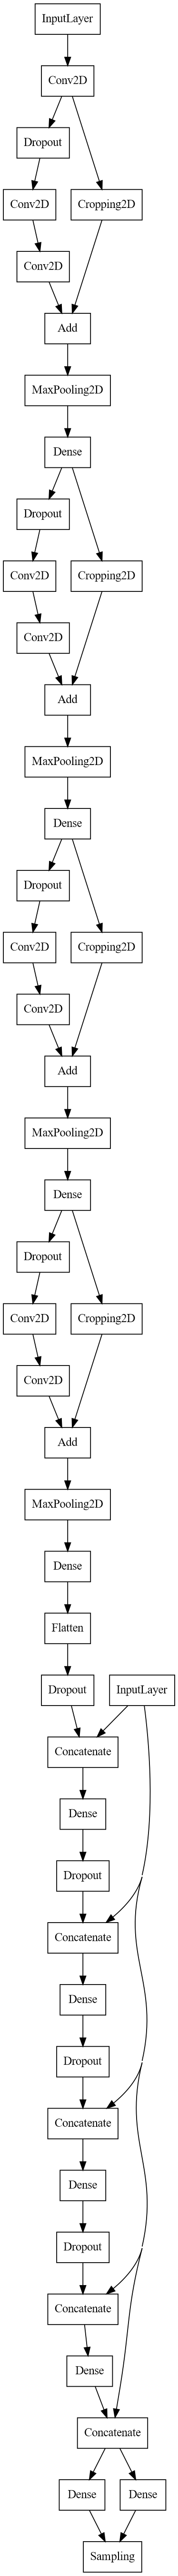 InputLayer
Conv2D
Dropout
Conv2D
Cropping2D
Conv2D
Add
MaxPooling2D
Dense
Dropout
Conv2D
Cropping2D
Conv2D
Add
MaxPooling2D
Dense
Dropout
Conv2D
Cropping2D
Conv2D
Add
MaxPooling2D
Dense
Dropout
Conv2D
Cropping2D
Conv2D
Add
MaxPooling2D
Dense
Flatten
Dropout
InputLayer
Concatenate
Dense
Dropout
Concatenate
Dense
Dropout
Concatenate
Dense
Dropout
Concatenate
Dense
Concatenate
Dense
Dense
Sampling